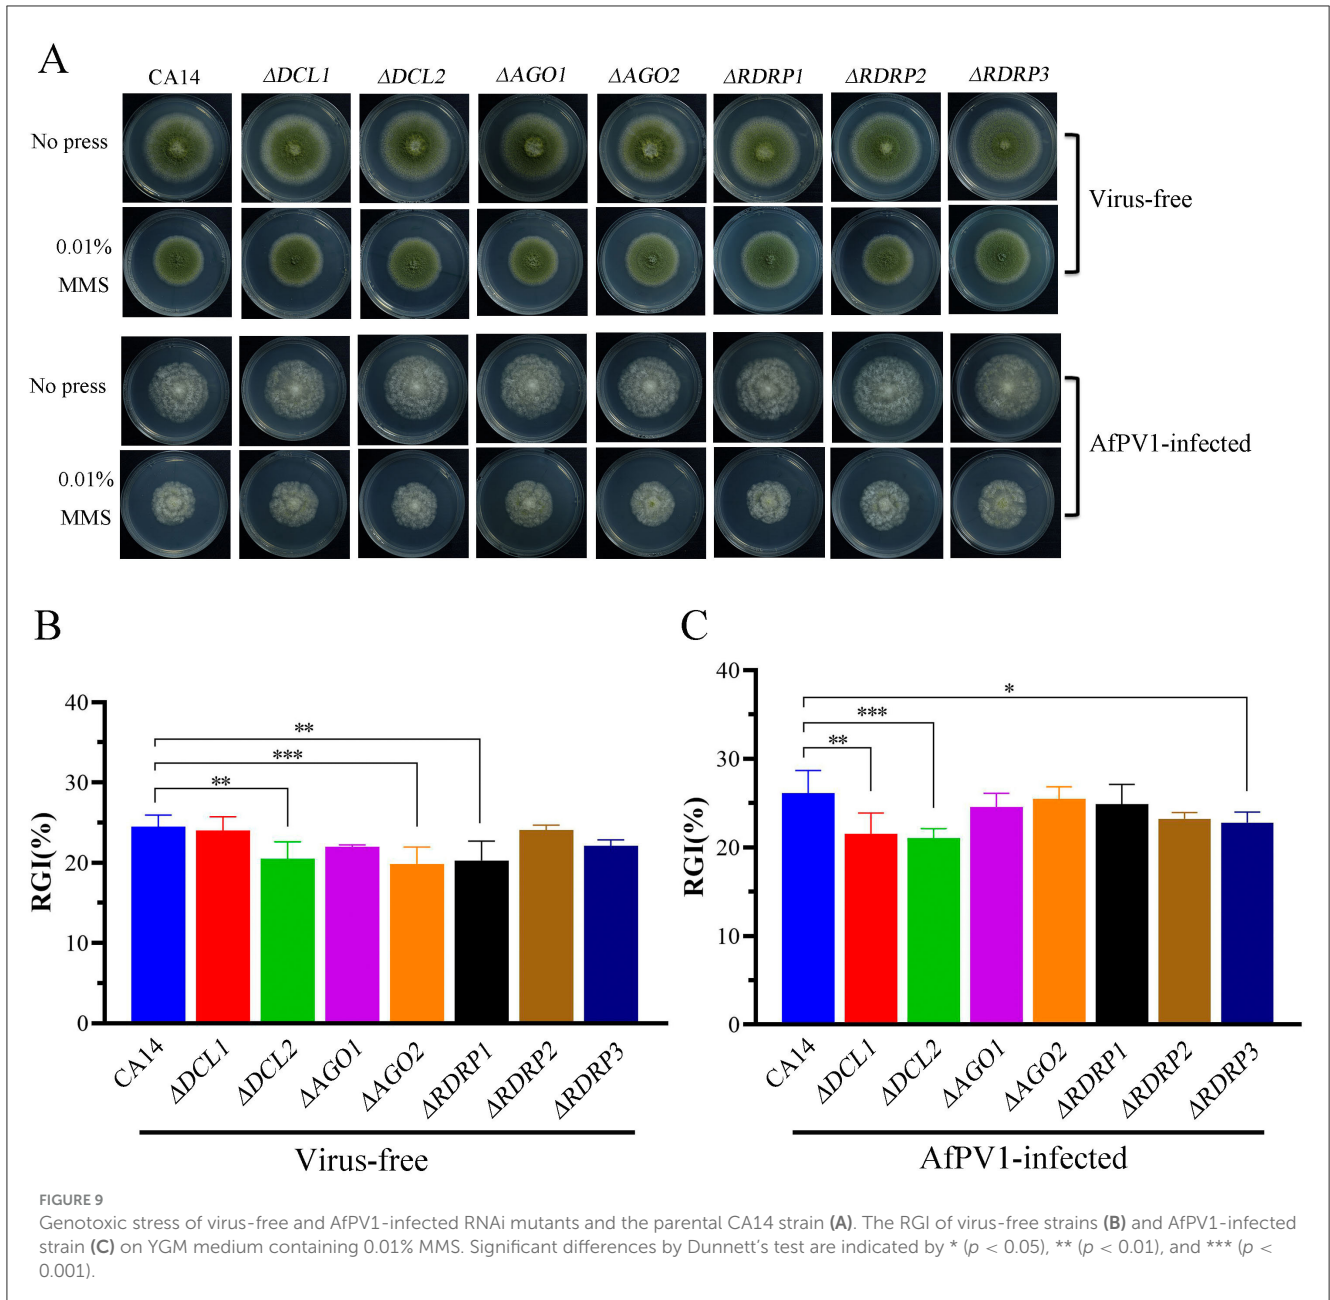 A
CA14 ΔDCL1 ΔDCL2 ΔAGO1 ΔAGO2 ΔRDRP1 ΔRDRP2 ΔRDRP3
No press
0.01%
MMS
Virus-free
No press
0.01%
MMS
AfPV1-infected
B
RGI(%)
40
30
20
10
0
**
***
**
CA14 ΔDCL1 ΔDCL2 ΔAGO1 ΔAGO2 ΔRDRP1 ΔRDRP2 ΔRDRP3
Virus-free
C
RGI(%)
40
30
20
10
0
*
***
**
CA14 ΔDCL1 ΔDCL2 ΔAGO1 ΔAGO2 ΔRDRP1 ΔRDRP2 ΔRDRP3
AfPV1-infected
FIGURE 9
Genotoxic stress of virus-free and AfPV1-infected RNAi mutants and the parental CA14 strain (A). The RGI of virus-free strains (B) and AfPV1-infected
strain (C) on YGM medium containing 0.01% MMS. Significant differences by Dunnett's test are indicated by * (p < 0.05), ** (p < 0.01), and *** (p <
0.001).